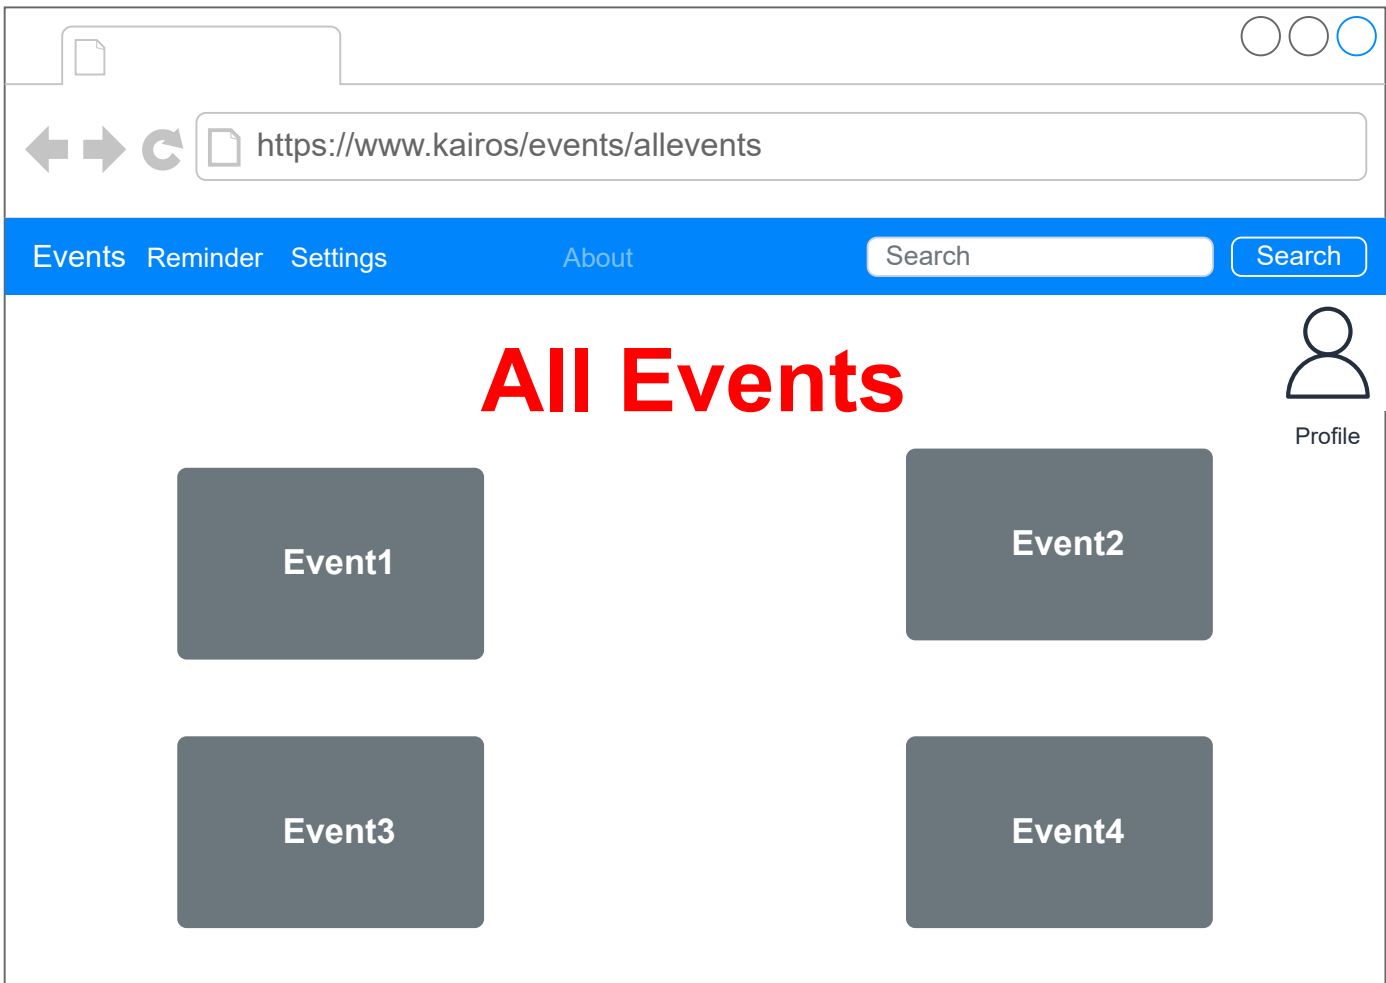 https://www.kairos/events/allevents
Events Reminder Settings About Search Search
All Events
Profile
Event1 Event2
Event3 Event4